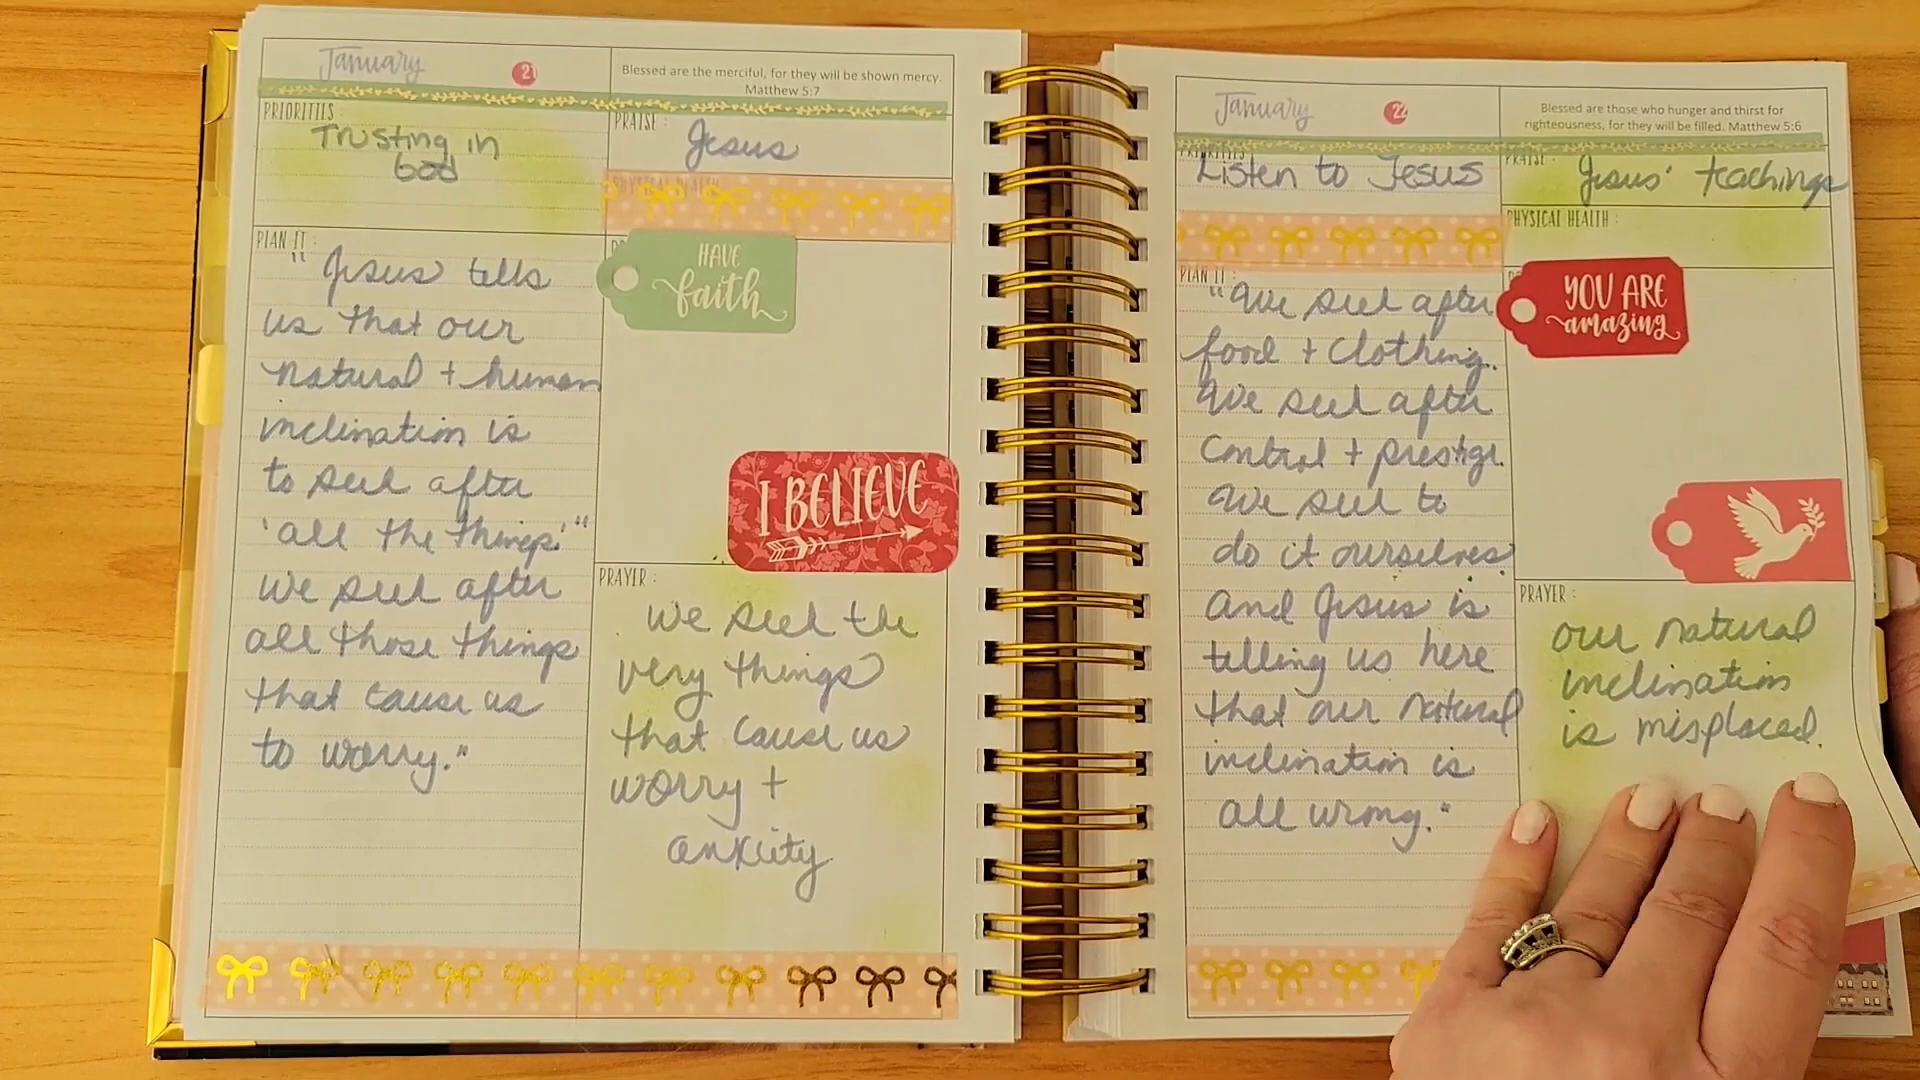 January 21
Blessed are the merciful, for they will be shown mercy.
Matthew 5:7
PRIORITIES :
Trusting in
God
PRAISE :
Jesus
PHYSICAL HEALTH
PLAN IT :
" Jesus tells
us that our
natural + human
inclination is
to seek after
'all the things.'"
We seek after
all those things
that cause us
to worry."
HAVE
faith
I BELIEVE
PRAYER :
We seek the
very things
that cause us
worry +
anxiety.
January 22
Blessed are those who hunger and thirst for
righteousness, for they will be filled. Matthew 5:6
PRIORITIES
Listen to Jesus
PRAISE :
Jesus' teachings
PHYSICAL HEALTH :
PLAN IT :
"We seek after
food + clothing.
We seek after
control + prestige.
We seek to
do it ourselves
and Jesus is
telling us here
that our natural
inclination is
all wrong."
YOU ARE
amazing
PRAYER :
our natural
inclination
is misplaced.